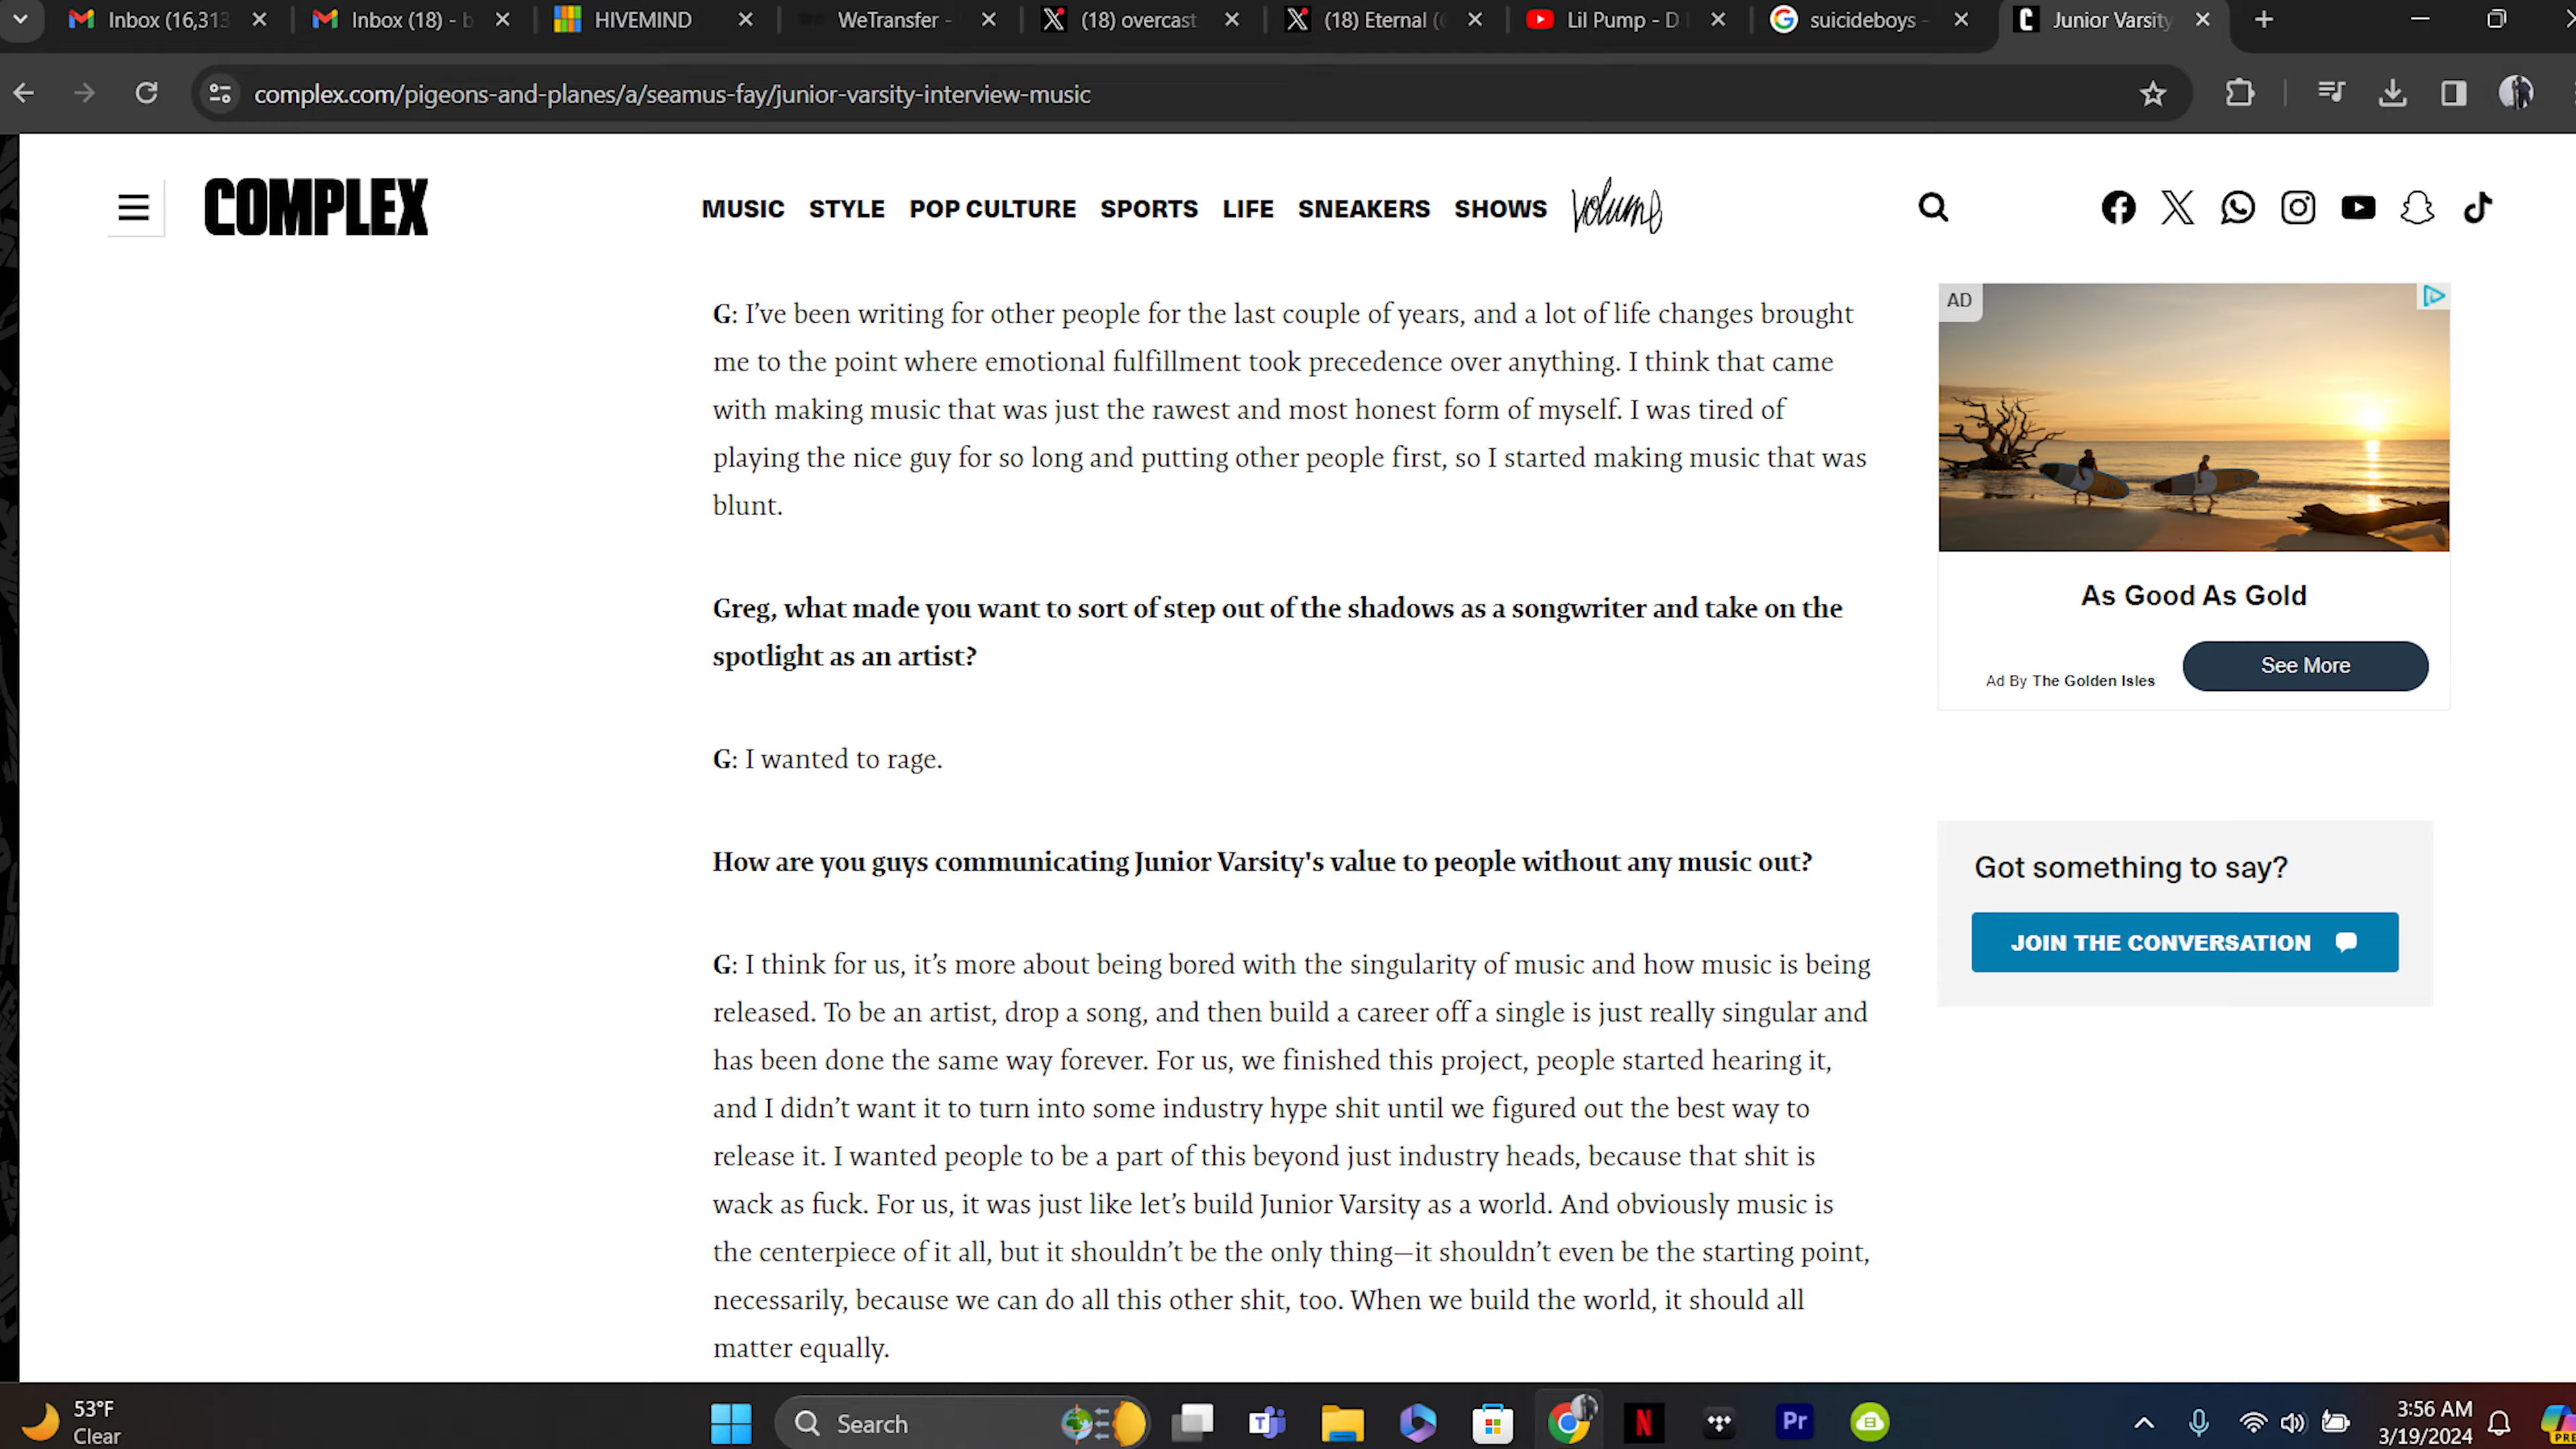 Inbox (16,313
Inbox (18) - b
HIVEMIND
WeTransfer -
(18) overcast
(18) Eternal (
Lil Pump - D
suicideboys -
Junior Varsity
complex.com/pigeons-and-planes/a/seamus-fay/junior-varsity-interview-music
COMPLEX
MUSIC STYLE POP CULTURE SPORTS LIFE SNEAKERS SHOWS Volume
G: I've been writing for other people for the last couple of years, and a lot of life changes brought
me to the point where emotional fulfillment took precedence over anything. I think that came
with making music that was just the rawest and most honest form of myself. I was tired of
playing the nice guy for so long and putting other people first, so I started making music that was
blunt.
Greg, what made you want to sort of step out of the shadows as a songwriter and take on the
spotlight as an artist?
G: I wanted to rage.
How are you guys communicating Junior Varsity's value to people without any music out?
G: I think for us, it's more about being bored with the singularity of music and how music is being
released. To be an artist, drop a song, and then build a career off a single is just really singular and
has been done the same way forever. For us, we finished this project, people started hearing it,
and I didn't want it to turn into some industry hype shit until we figured out the best way to
release it. I wanted people to be a part of this beyond just industry heads, because that shit is
wack as fuck. For us, it was just like let's build Junior Varsity as a world. And obviously music is
the centerpiece of it all, but it shouldn't be the only thing—it shouldn't even be the starting point,
necessarily, because we can do all this other shit, too. When we build the world, it should all
matter equally.
AD
As Good As Gold
Ad By The Golden Isles
See More
Got something to say?
JOIN THE CONVERSATION
53°F
Clear
Search
N
Pr
3:56 AM
3/19/2024
PRE